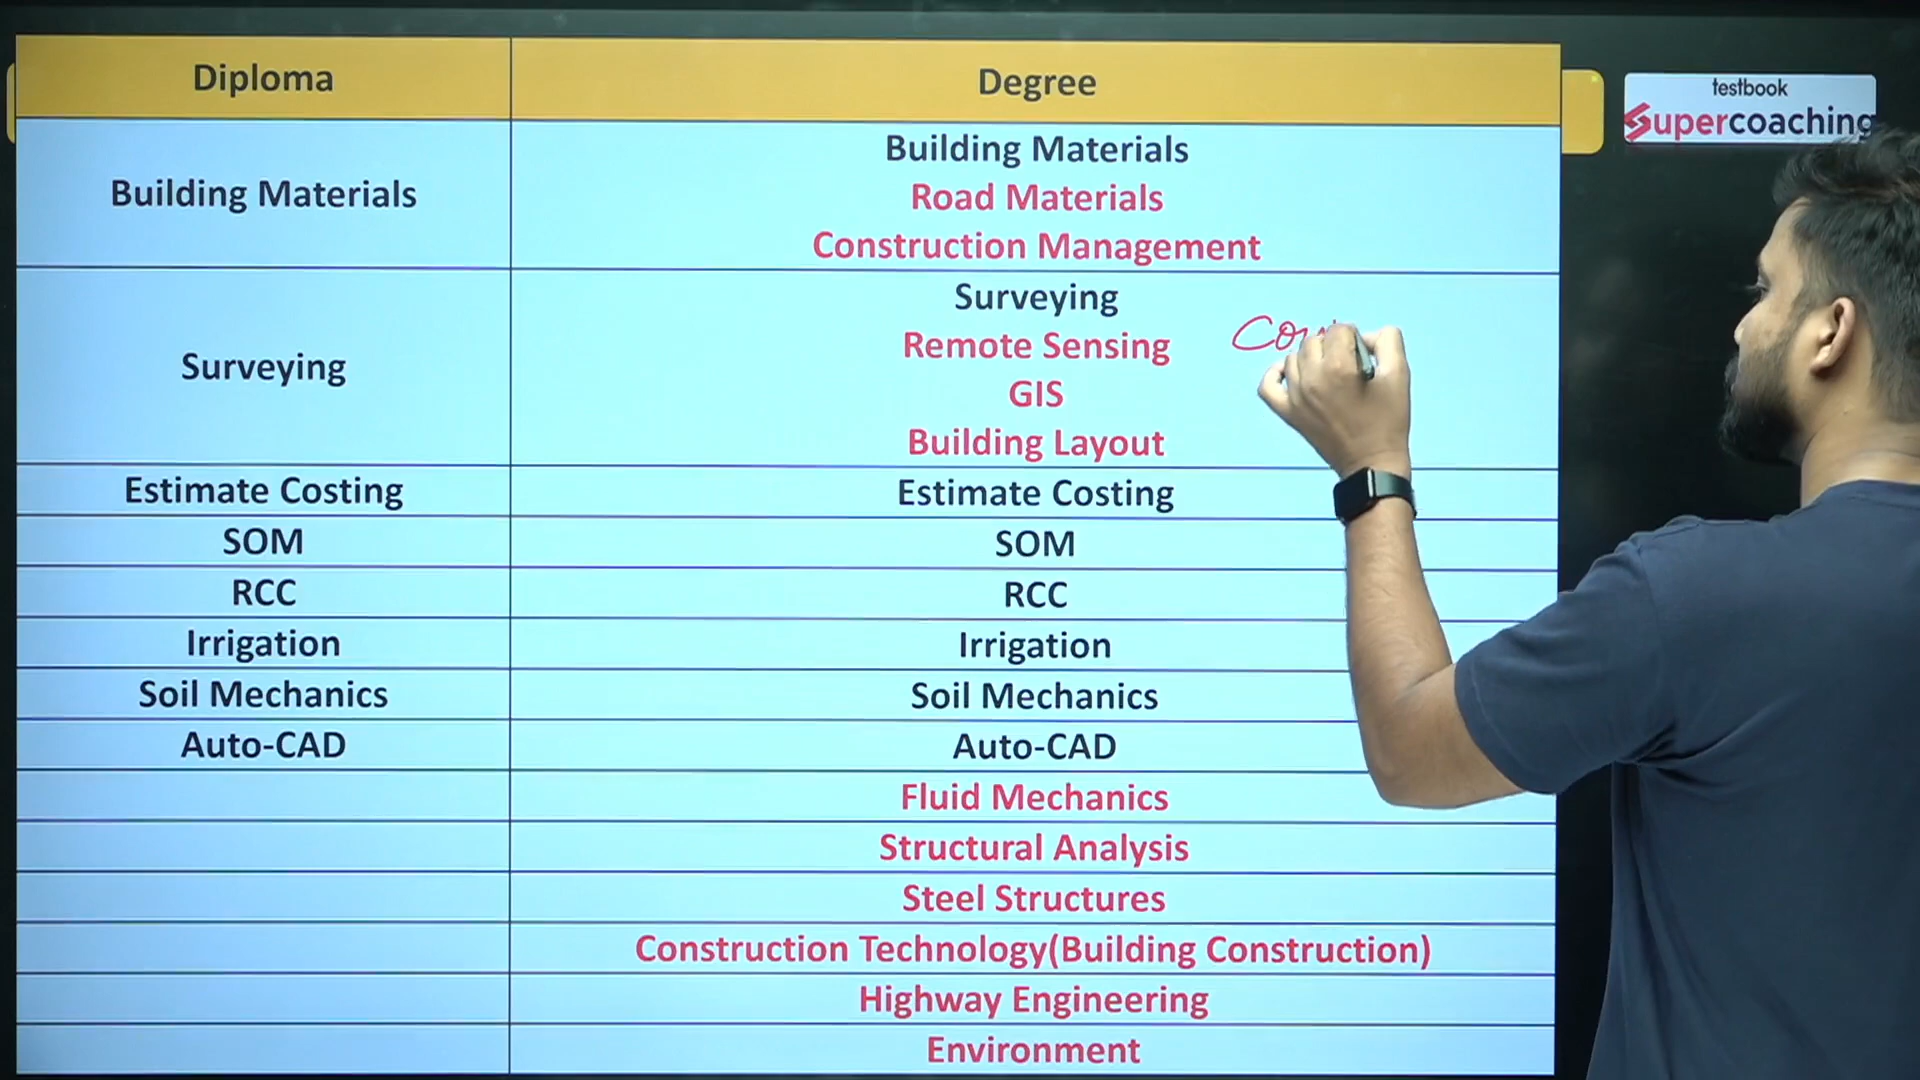 Diploma
Degree
testbook
Supercoaching
Building Materials
Building Materials
Road Materials
Construction Management
Surveying
Surveying
Remote Sensing
GIS
Building Layout
Estimate Costing
Estimate Costing
SOM
SOM
RCC
RCC
Irrigation
Irrigation
Soil Mechanics
Soil Mechanics
Auto-CAD
Auto-CAD
Fluid Mechanics
Structural Analysis
Steel Structures
Construction Technology(Building Construction)
Highway Engineering
Environment